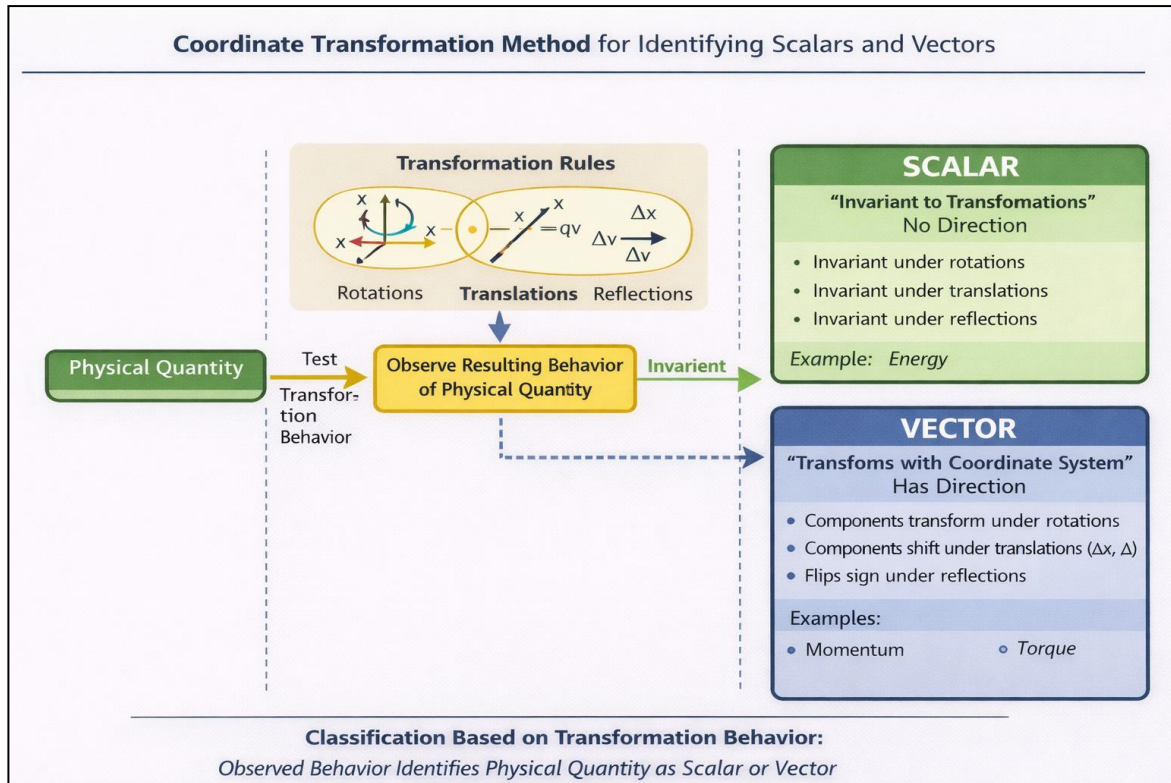 Coordinate Transformation Method for Identifying Scalars and Vectors
Transformation Rules
x
x
x
x
x
= qv
Δx
Δv
Δv
Rotations
Translations
Reflections
Physical Quantity
Test
Transfor-
tion
Behavior
Observe Resulting Behavior
of Physical Quantity
Invarient
SCALAR
“Invariant to Transfomations”
No Direction
• Invariant under rotations
• Invariant under translations
• Invariant under reflections
Example: Energy
VECTOR
“Transfoms with Coordinate System”
Has Direction
• Components transform under rotations
• Components shift under translations (Δx, Δ)
• Flips sign under reflections
Examples:
• Momentum
• Torque
Classification Based on Transformation Behavior:
Observed Behavior Identifies Physical Quantity as Scalar or Vector